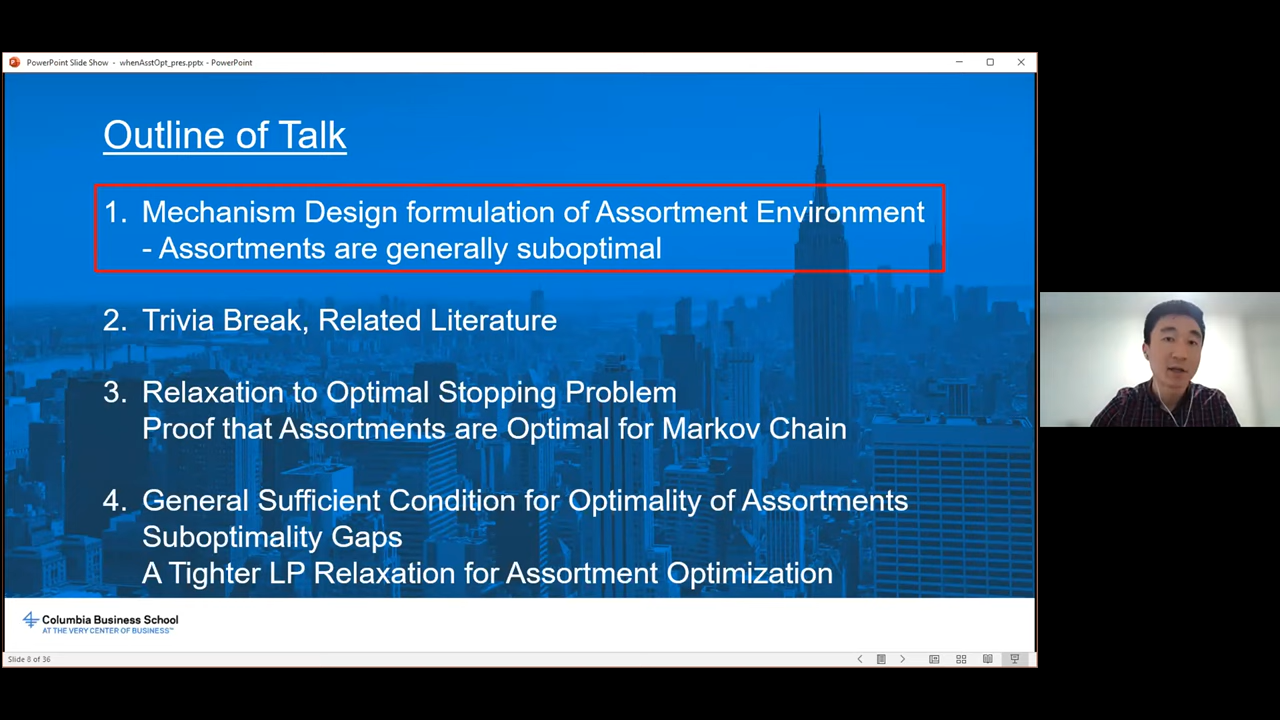 PowerPoint Slide Show - whenAsstOpt_pres.pptx - PowerPoint
Outline of Talk
1. Mechanism Design formulation of Assortment Environment
- Assortments are generally suboptimal
2. Trivia Break, Related Literature
3. Relaxation to Optimal Stopping Problem
Proof that Assortments are Optimal for Markov Chain
4. General Sufficient Condition for Optimality of Assortments
Suboptimality Gaps
A Tighter LP Relaxation for Assortment Optimization
Columbia Business School
AT THE VERY CENTER OF BUSINESS™
Slide 8 of 36